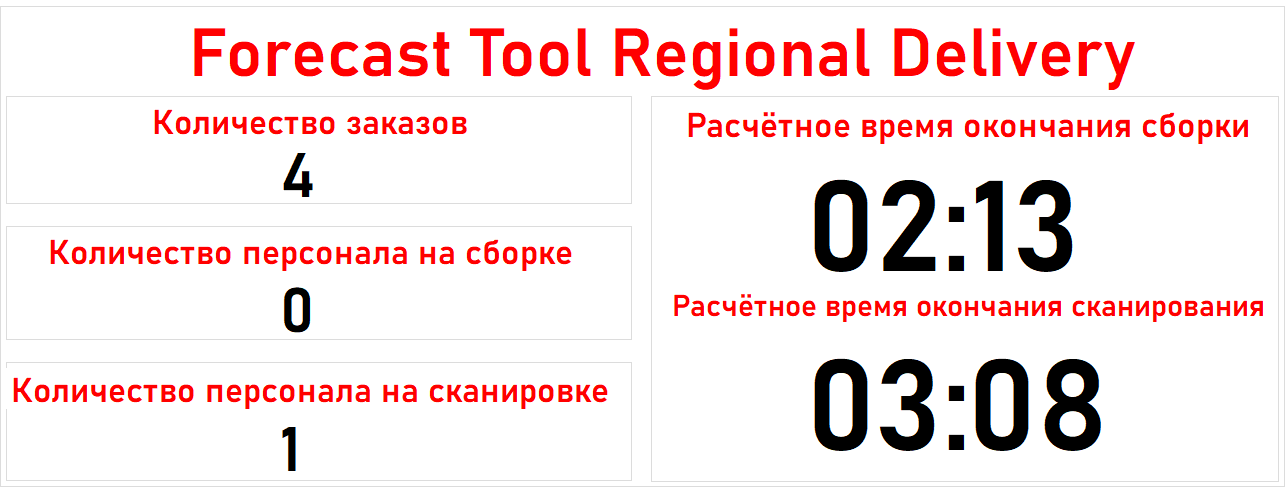 Forecast Tool Regional Delivery
Количество заказов
4
Количество персонала на сборке
0
Количество персонала на сканировке
1
Расчётное время окончания сборки
02:13
Расчётное время окончания сканирования
03:08